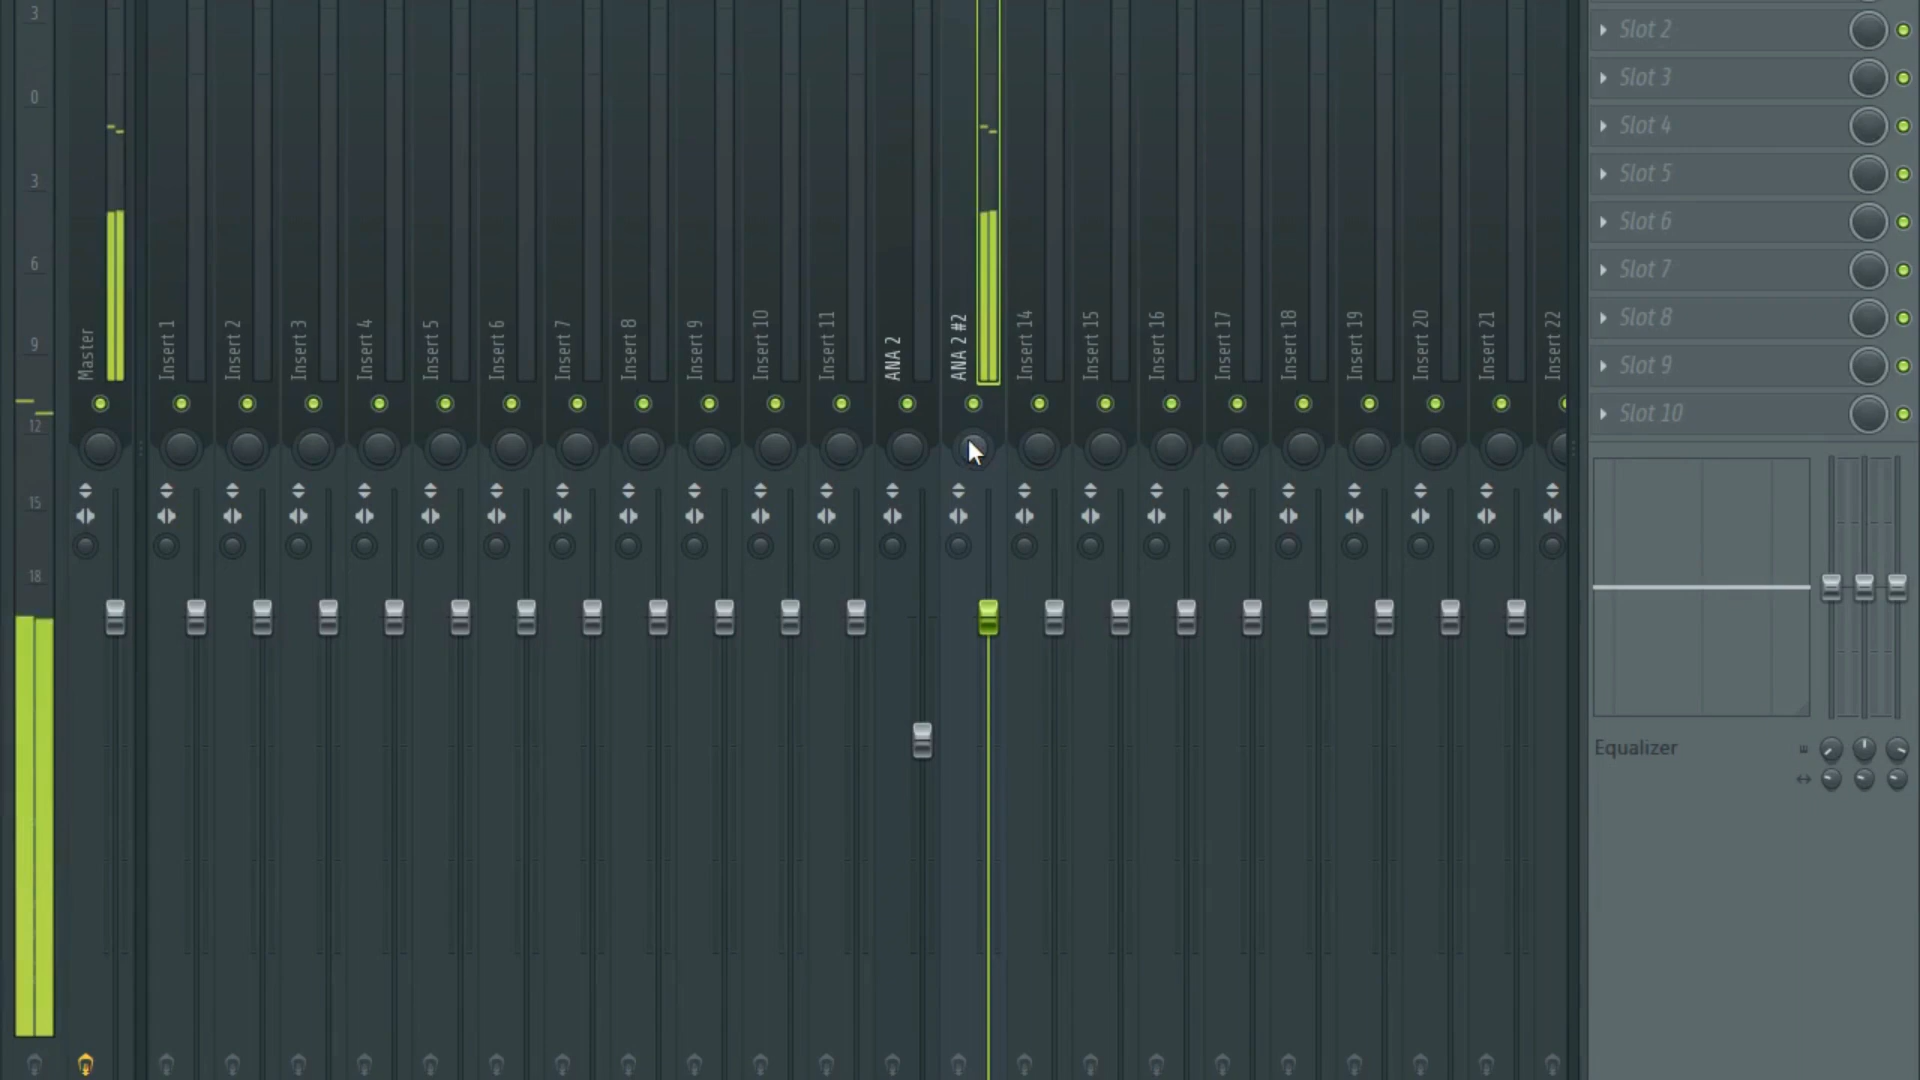 3
0
3
6
9
12
15
18
Master
Insert 1
Insert 2
Insert 3
Insert 4
Insert 5
Insert 6
Insert 7
Insert 8
Insert 9
Insert 10
Insert 11
ANA 2
ANA 2 #2
Insert 14
Insert 15
Insert 16
Insert 17
Insert 18
Insert 19
Insert 20
Insert 21
Insert 22
Slot 2
Slot 3
Slot 4
Slot 5
Slot 6
Slot 7
Slot 8
Slot 9
Slot 10
Equalizer